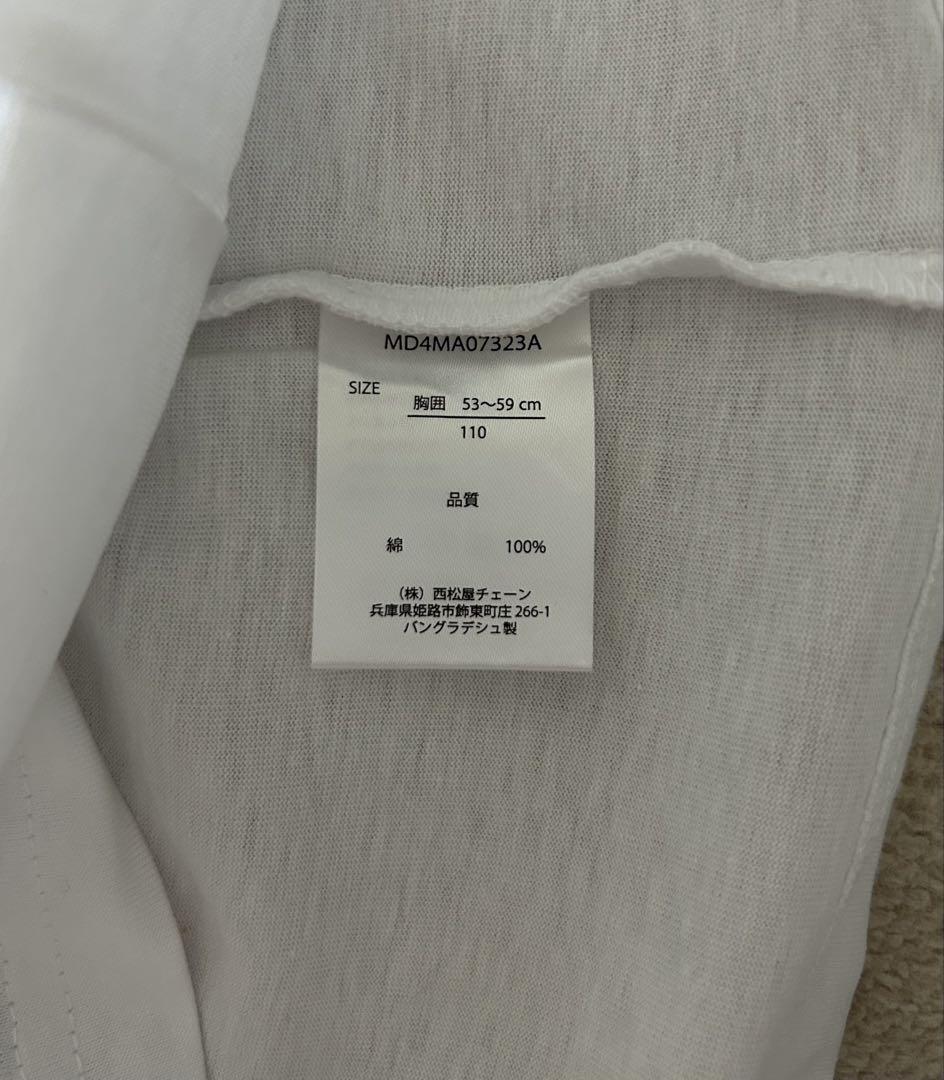 MD4MA07323A
SIZE
胸囲 53〜59 cm
110
品質
綿 100%
（株）西松屋チェーン
兵庫県姫路市飾東町庄 266-1
バングラデシュ製